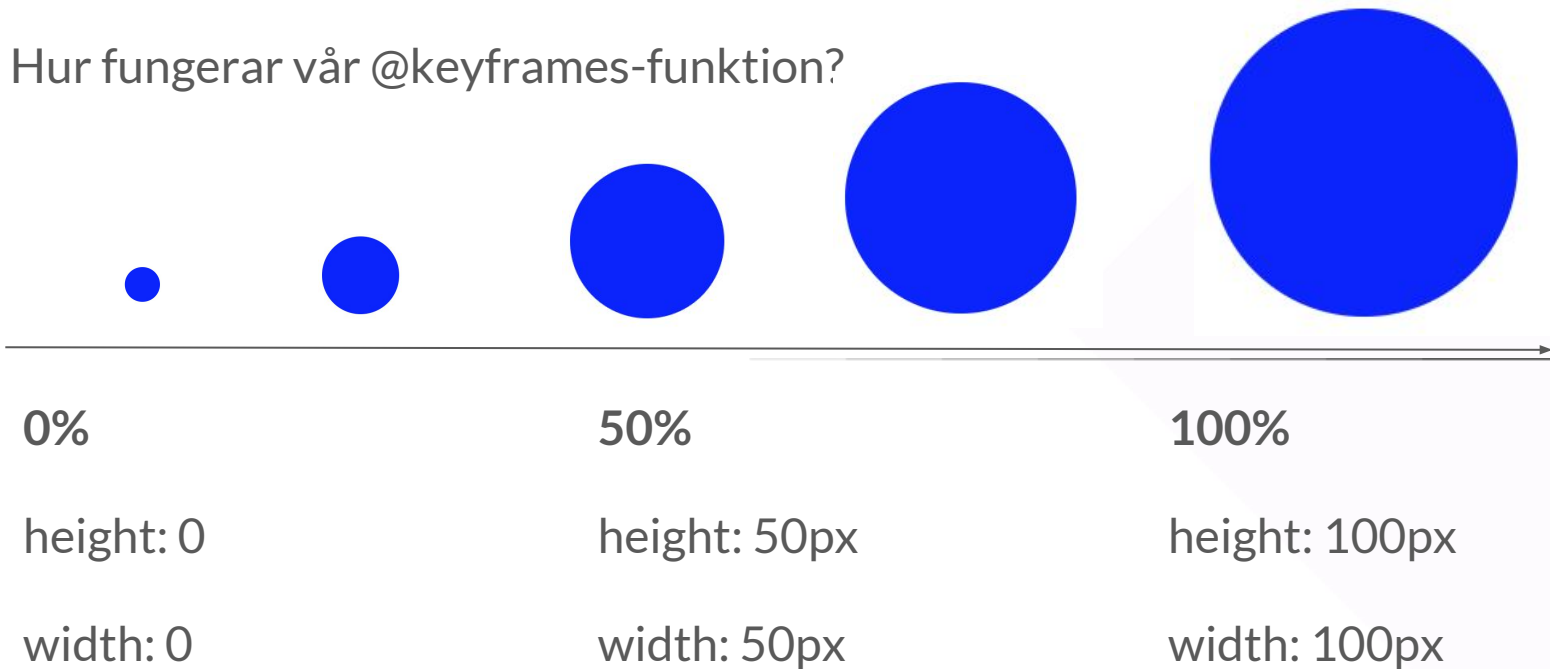 Hur fungerar vår @keyframes-funktion?
0% 50% 100%
height: 0 height: 50px height: 100px
width: 0 width: 50px width: 100px